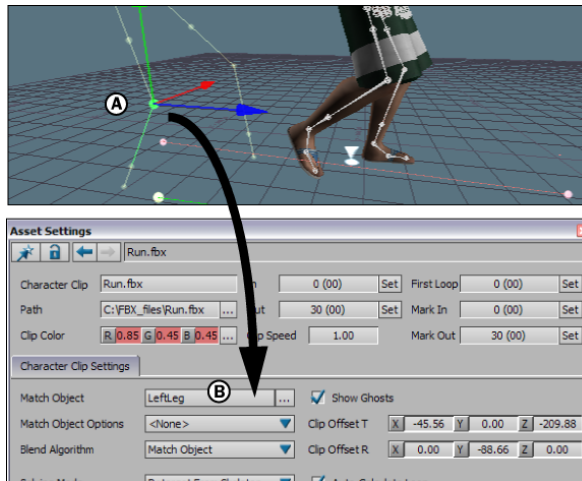 A
Asset Settings
Run.fbx
Character Clip Run.fbx In 0 (00) Set First Loop 0 (00) Set
Path C:\FBX_files\Run.fbx ... Out 30 (00) Set Mark In 0 (00) Set
Clip Color R 0.85 G 0.45 B 0.45 ... Clip Speed 1.00 Mark Out 30 (00) Set
Character Clip Settings
Match Object LeftLeg B ... Show Ghosts
Match Object Options <None> Clip Offset T X -45.56 Y 0.00 Z -209.88
Blend Algorithm Match Object Clip Offset R X 0.00 Y -88.66 Z 0.00